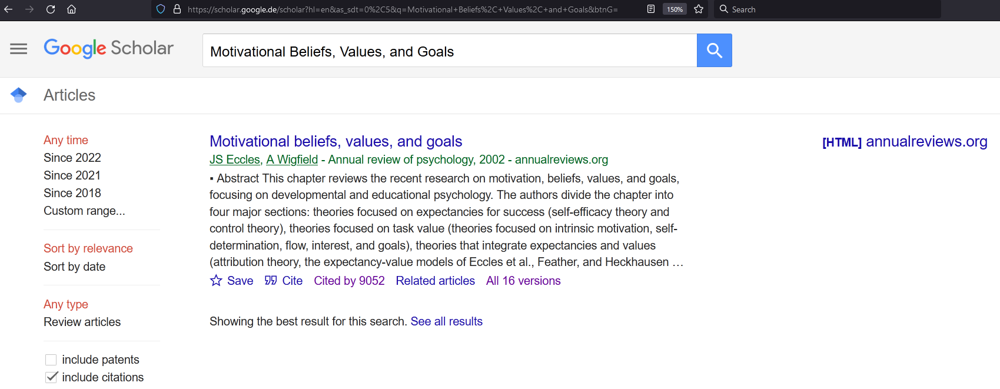 https://scholar.google.de/scholar?hl=en&as_sdt=0%2C5&q=Motivational+Beliefs%2C+Values%2C+and+Goals&btnG=
150%
Search
Google Scholar
Motivational Beliefs, Values, and Goals
Articles
Any time
Since 2022
Since 2021
Since 2018
Custom range...
Sort by relevance
Sort by date
Any type
Review articles
include patents
include citations
Motivational beliefs, values, and goals
JS Eccles, A Wigfield - Annual review of psychology, 2002 - annualreviews.org
▪ Abstract This chapter reviews the recent research on motivation, beliefs, values, and goals,
focusing on developmental and educational psychology. The authors divide the chapter into
four major sections: theories focused on expectancies for success (self-efficacy theory and
control theory), theories focused on task value (theories focused on intrinsic motivation, self-
determination, flow, interest, and goals), theories that integrate expectancies and values
(attribution theory, the expectancy-value models of Eccles et al., Feather, and Heckhausen …
Save Cite Cited by 9052 Related articles All 16 versions
[HTML] annualreviews.org
Showing the best result for this search. See all results